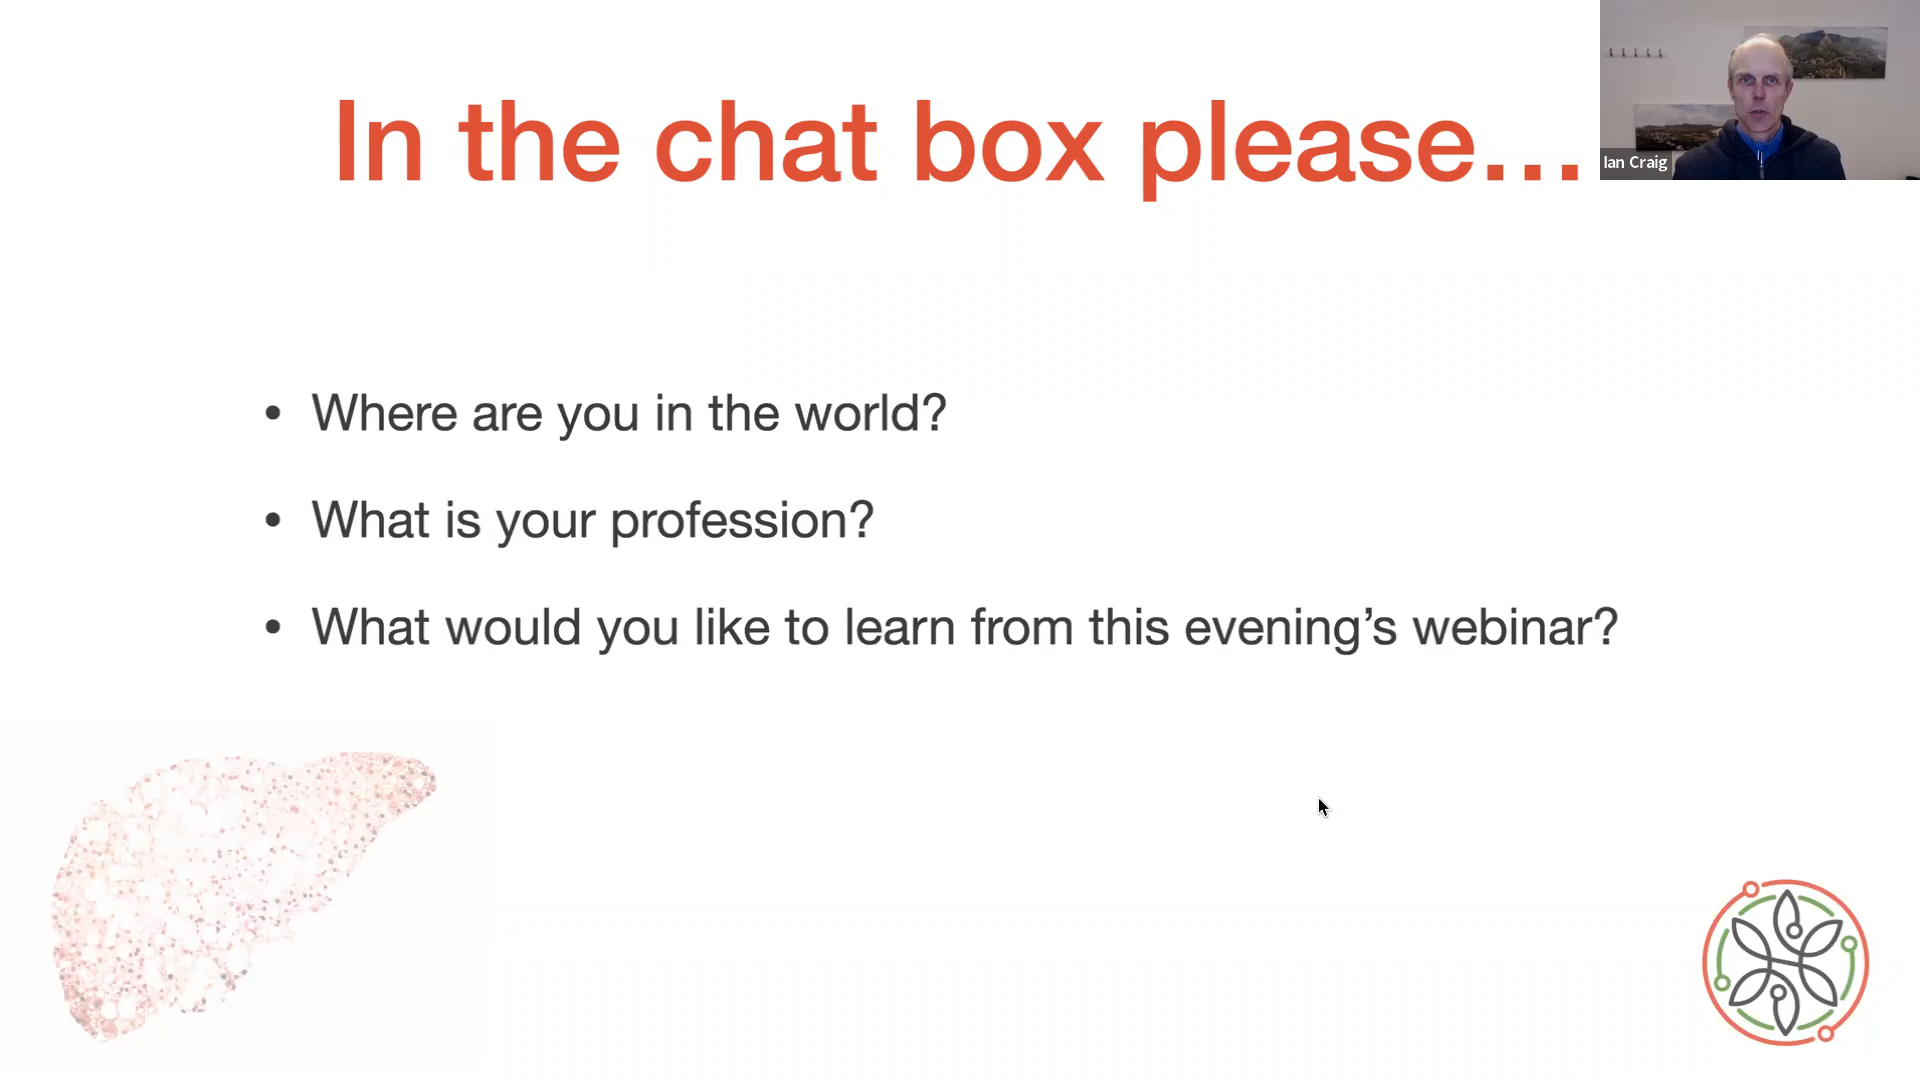 In the chat box please…
Ian Craig
• Where are you in the world?
• What is your profession?
• What would you like to learn from this evening’s webinar?